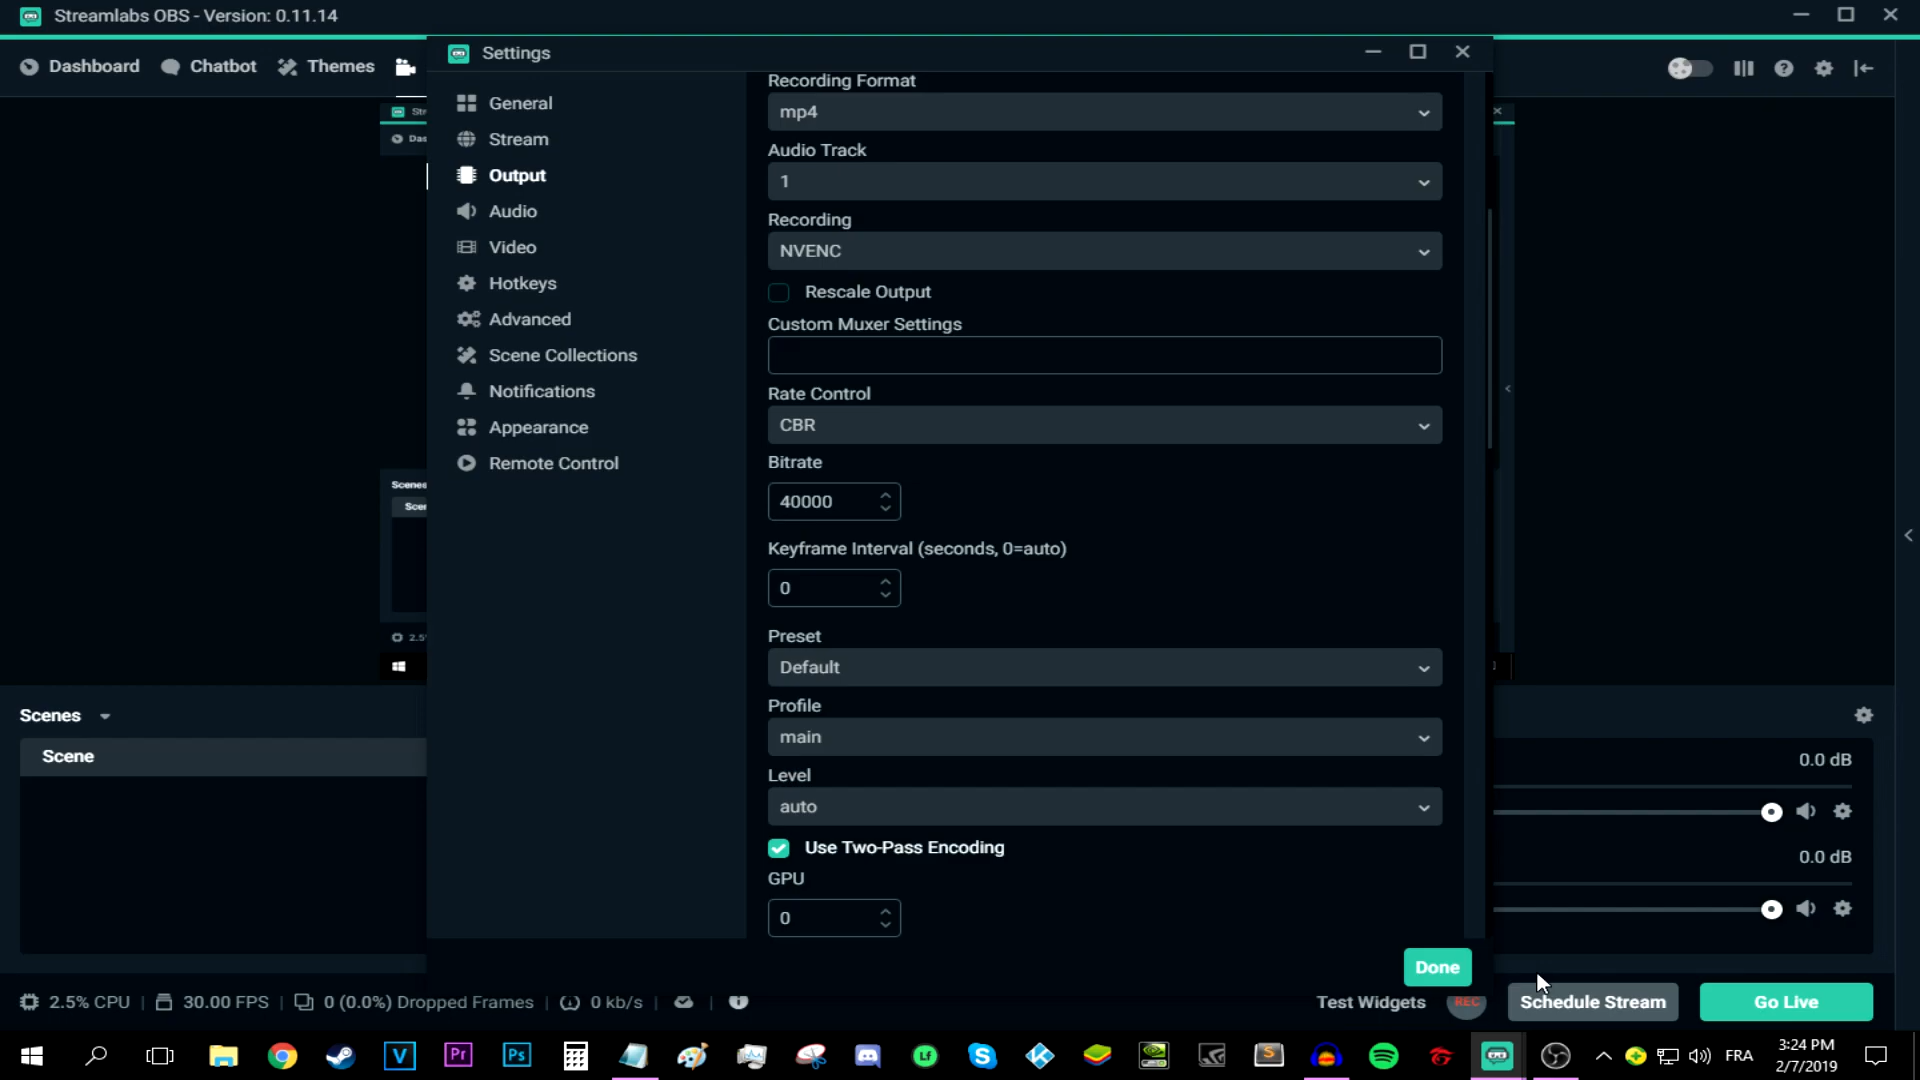 Streamlabs OBS - Version: 0.11.14
Dashboard
Chatbot
Themes
Settings
General
Stream
Output
Audio
Video
Hotkeys
Advanced
Scene Collections
Notifications
Appearance
Remote Control
Recording Format
mp4
Audio Track
1
Recording
NVENC
Rescale Output
Custom Muxer Settings
Rate Control
CBR
Bitrate
40000
Keyframe Interval (seconds, 0=auto)
0
Preset
Default
Profile
main
Level
auto
Use Two-Pass Encoding
GPU
0
Done
Scenes
Scene
0.0 dB
0.0 dB
2.5% CPU
30.00 FPS
0 (0.0%) Dropped Frames
0 kb/s
Test Widgets
REC
Schedule Stream
Go Live
V
Pr
Ps
Lf
S
FRA
3:24 PM
2/7/2019